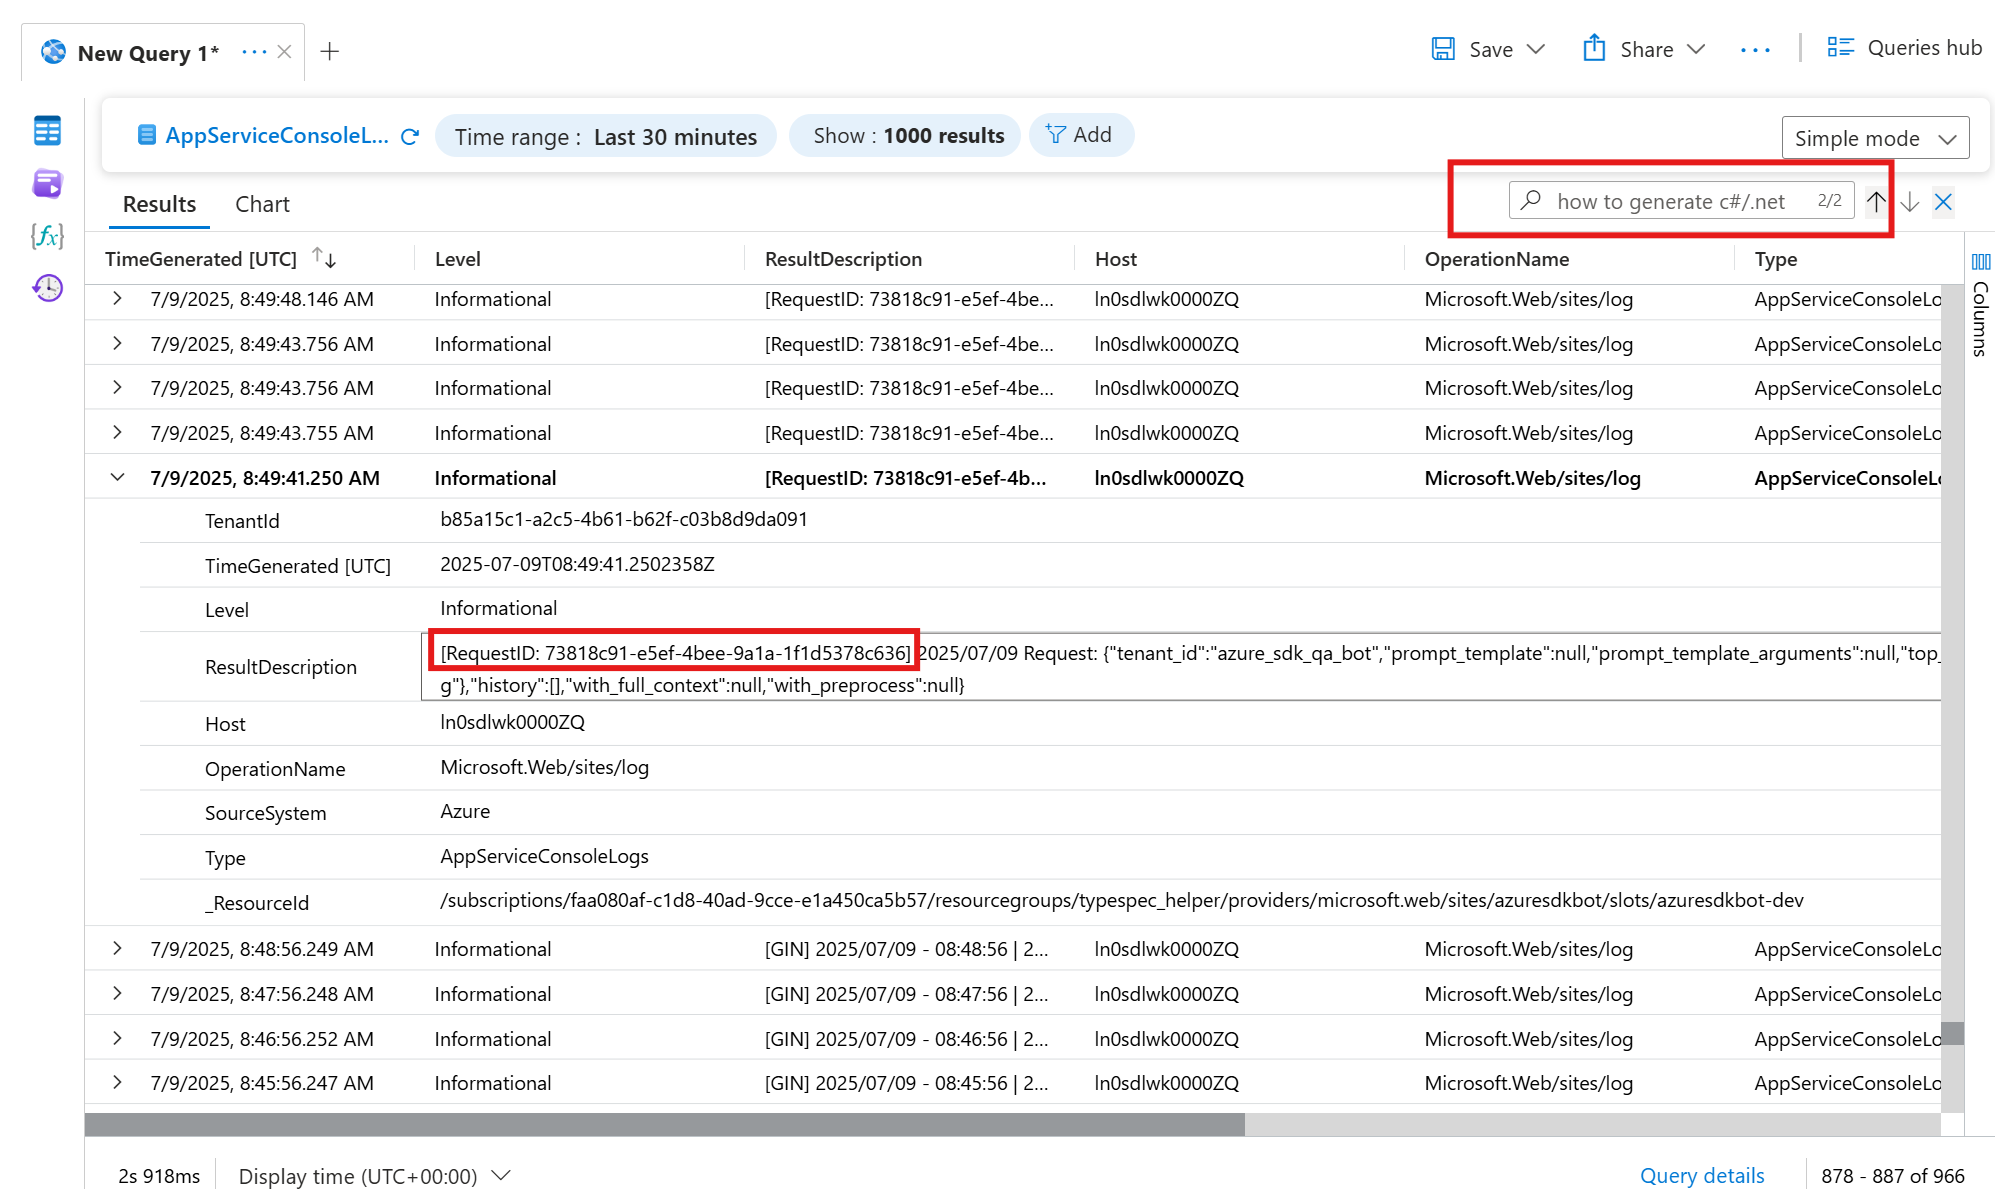 New Query 1* ··· ✕ +
Save Share ··· Queries hub
AppServiceConsoleL... Time range : Last 30 minutes Show : 1000 results Add Simple mode
Results Chart how to generate c#/.net 2/2
TimeGenerated [UTC] Level ResultDescription Host OperationName Type
Columns
7/9/2025, 8:49:48.146 AM Informational [RequestID: 73818c91-e5ef-4be... ln0sdlwk0000ZQ Microsoft.Web/sites/log AppServiceConsoleLo
7/9/2025, 8:49:43.756 AM Informational [RequestID: 73818c91-e5ef-4be... ln0sdlwk0000ZQ Microsoft.Web/sites/log AppServiceConsoleLo
7/9/2025, 8:49:43.756 AM Informational [RequestID: 73818c91-e5ef-4be... ln0sdlwk0000ZQ Microsoft.Web/sites/log AppServiceConsoleLo
7/9/2025, 8:49:43.755 AM Informational [RequestID: 73818c91-e5ef-4be... ln0sdlwk0000ZQ Microsoft.Web/sites/log AppServiceConsoleLo
7/9/2025, 8:49:41.250 AM Informational [RequestID: 73818c91-e5ef-4b... ln0sdlwk0000ZQ Microsoft.Web/sites/log AppServiceConsoleL
TenantId b85a15c1-a2c5-4b61-b62f-c03b8d9da091
TimeGenerated [UTC] 2025-07-09T08:49:41.2502358Z
Level Informational
ResultDescription [RequestID: 73818c91-e5ef-4bee-9a1a-1f1d5378c636] 2025/07/09 Request: {"tenant_id":"azure_sdk_qa_bot","prompt_template":null,"prompt_template_arguments":null,"top_
g"},"history":[],"with_full_context":null,"with_preprocess":null}
Host ln0sdlwk0000ZQ
OperationName Microsoft.Web/sites/log
SourceSystem Azure
Type AppServiceConsoleLogs
_ResourceId /subscriptions/faa080af-c1d8-40ad-9cce-e1a450ca5b57/resourcegroups/typespec_helper/providers/microsoft.web/sites/azuresdkbot/slots/azuresdkbot-dev
7/9/2025, 8:48:56.249 AM Informational [GIN] 2025/07/09 - 08:48:56 | 2... ln0sdlwk0000ZQ Microsoft.Web/sites/log AppServiceConsoleLo
7/9/2025, 8:47:56.248 AM Informational [GIN] 2025/07/09 - 08:47:56 | 2... ln0sdlwk0000ZQ Microsoft.Web/sites/log AppServiceConsoleLo
7/9/2025, 8:46:56.252 AM Informational [GIN] 2025/07/09 - 08:46:56 | 2... ln0sdlwk0000ZQ Microsoft.Web/sites/log AppServiceConsoleLo
7/9/2025, 8:45:56.247 AM Informational [GIN] 2025/07/09 - 08:45:56 | 2... ln0sdlwk0000ZQ Microsoft.Web/sites/log AppServiceConsoleLo
2s 918ms Display time (UTC+00:00) Query details 878 - 887 of 966